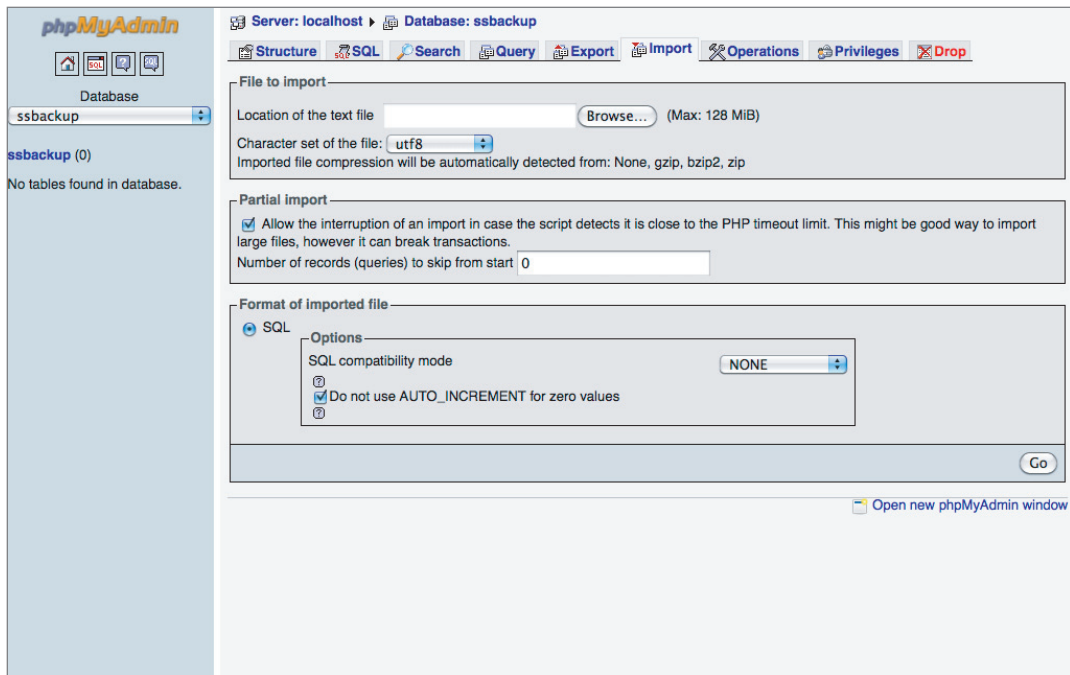 phpMyAdmin
SQL
Database
ssbackup
ssbackup (0)
No tables found in database.
Server: localhost Database: ssbackup
Structure SQL Search Query Export Import Operations Privileges Drop
File to import
Location of the text file Browse... (Max: 128 MiB)
Character set of the file: utf8
Imported file compression will be automatically detected from: None, gzip, bzip2, zip
Partial import
Allow the interruption of an import in case the script detects it is close to the PHP timeout limit. This might be good way to import
large files, however it can break transactions.
Number of records (queries) to skip from start 0
Format of imported file
SQL
Options
SQL compatibility mode NONE
?
Do not use AUTO_INCREMENT for zero values
?
Go
Open new phpMyAdmin window